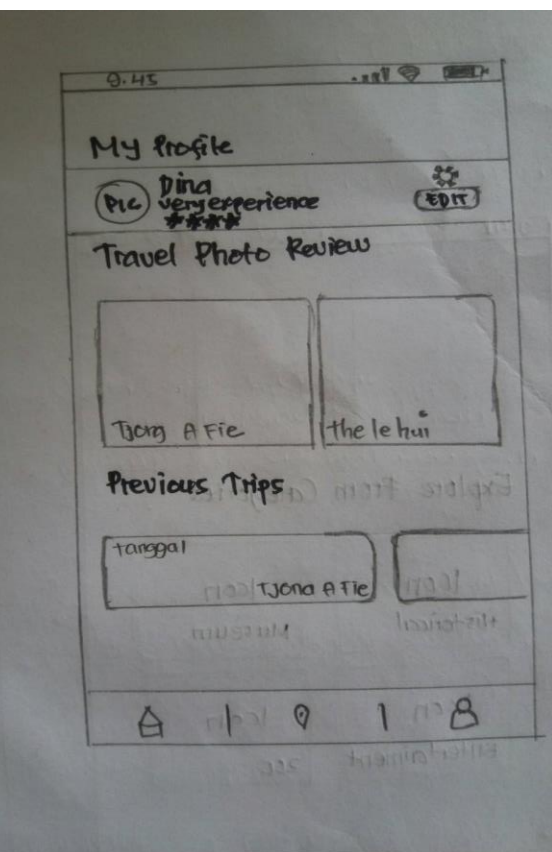 9.45
My Profile
PIC
Dina
very experience
****
EDIT
Travel Photo Review
Tjong A Fie
the le hui
Previous Trips
tanggal
Tjong A Fie